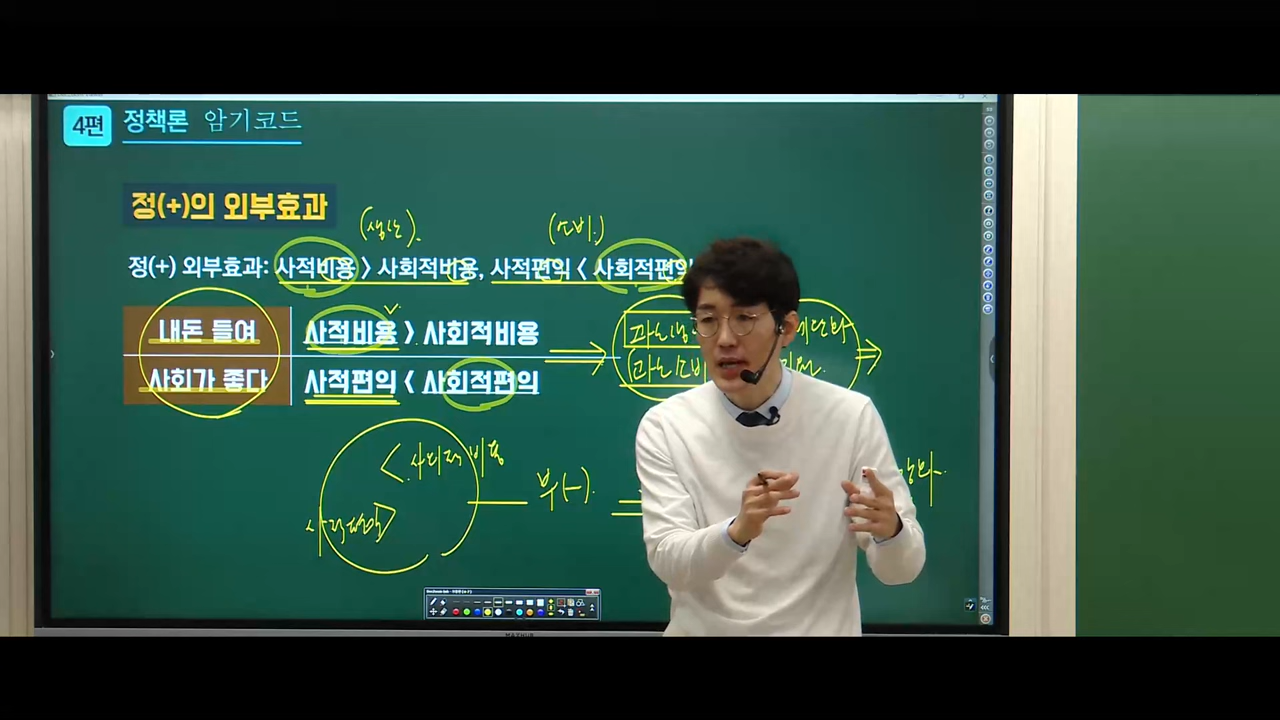 4편 정책론 암기코드
정(+)의 외부효과
(생산). (소비.)
정(+) 외부효과: 사적비용 > 사회적비용, 사적편익 < 사회적편익
내돈 들여 사적비용 > 사회적비용
사회가 좋다 사적편익 < 사회적편익
< 사회적 비용
부(-).